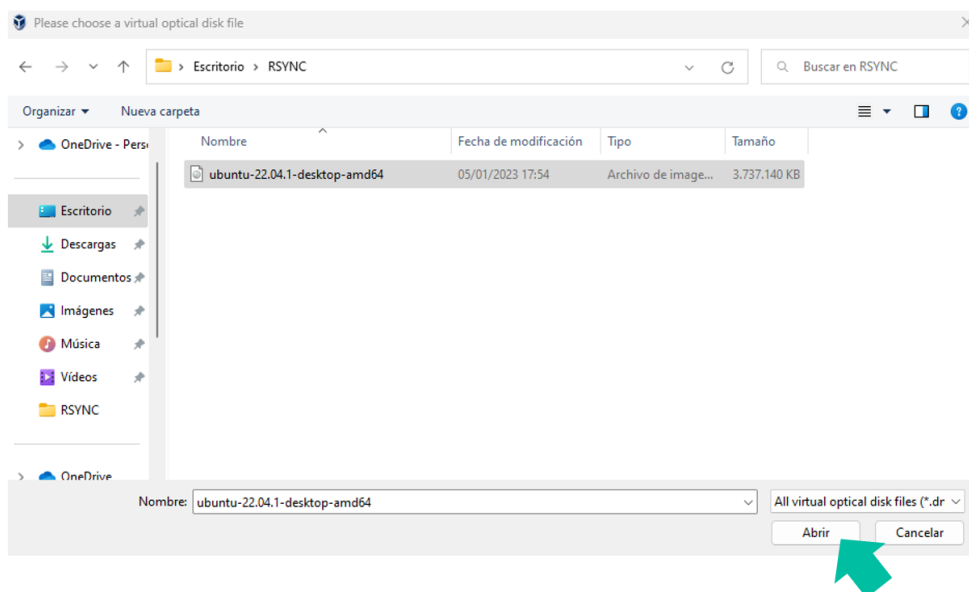 Please choose a virtual optical disk file
Escritorio > RSYNC
Buscar en RSYNC
Organizar
Nueva carpeta
Nombre
Fecha de modificación
Tipo
Tamaño
OneDrive - Pers
ubuntu-22.04.1-desktop-amd64
05/01/2023 17:54
Archivo de image...
3.737.140 KB
Escritorio
Descargas
Documentos
Imágenes
Música
Vídeos
RSYNC
OneDrive
Nombre:
ubuntu-22.04.1-desktop-amd64
All virtual optical disk files (*.dr
Abrir
Cancelar